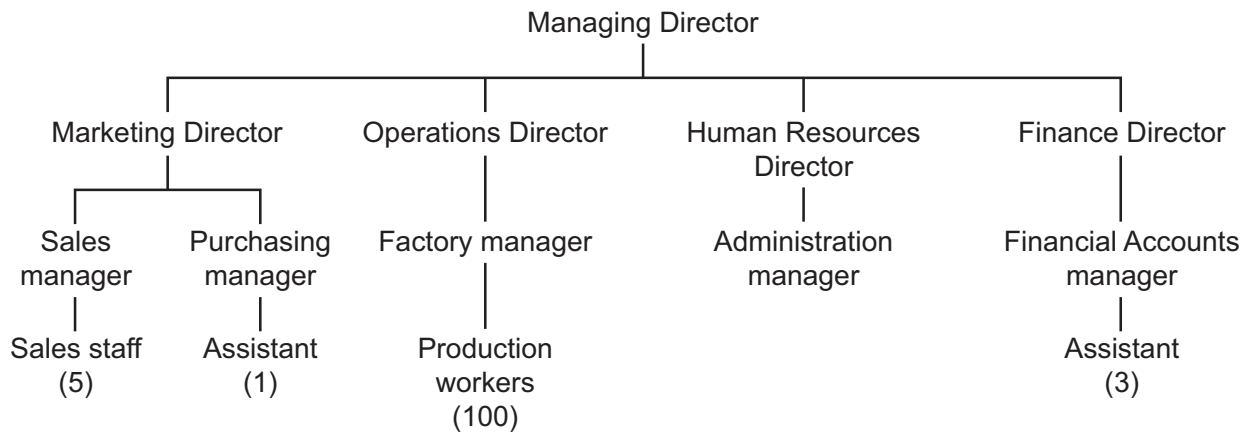 Managing Director
Marketing Director
Operations Director
Human Resources
Director
Finance Director
Sales
manager
Purchasing
manager
Factory manager
Administration
manager
Financial Accounts
manager
Sales staff
(5)
Assistant
(1)
Production
workers
(100)
Assistant
(3)